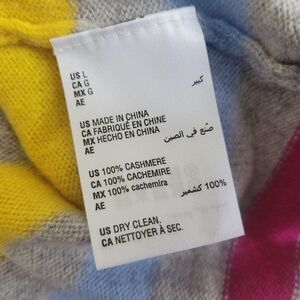 US L
CA G
MX G
AE كبير
US MADE IN CHINA
CA FABRIQUÉ EN CHINE
MX HECHO EN CHINA
AE صنع في الصين
US 100% CASHMERE
CA 100% CACHEMIRE
MX 100% cachemira
AE 100% كشمير
US DRY CLEAN.
CA NETTOYER À SEC.